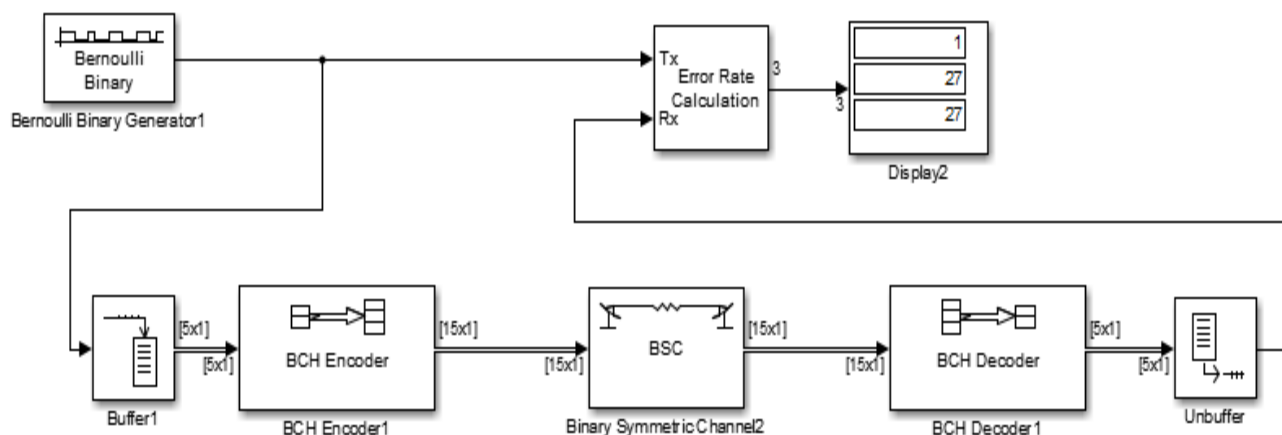 Bernoulli
Binary
Bernoulli Binary Generator1
Tx
Rx
Error Rate
Calculation
3
3
1
27
27
Display2
Buffer1
[5x1]
[5x1]
BCH Encoder
BCH Encoder1
[15x1]
[15x1]
BSC
Binary Symmetric Channel2
[15x1]
[15x1]
BCH Decoder
BCH Decoder1
[5x1]
[5x1]
Unbuffer